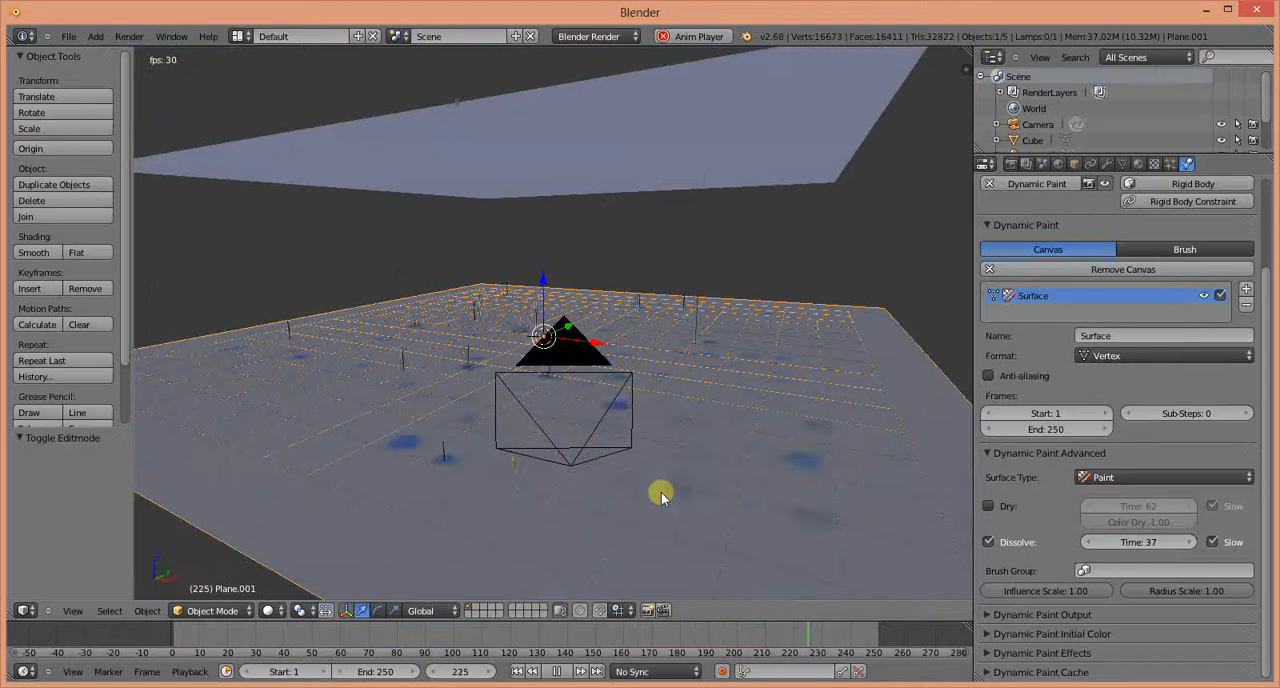 Blender
File Add Render Window Help Default Scene Blender Render Anim Player v2.68 | Verts:16673 | Faces:16411 | Tris:32822 | Objects:1/5 | Lamps:0/1 | Mem:37.02M (10.32M) | Plane.001
Object Tools
Transform:
Translate
Rotate
Scale
Origin
Object:
Duplicate Objects
Delete
Join
Shading:
Smooth Flat
Keyframes:
Insert Remove
Motion Paths:
Calculate Clear
Repeat:
Repeat Last
History...
Grease Pencil:
Draw Line
Toggle Editmode
fps: 30
(225) Plane.001
View Select Object Object Mode Global
-50 -40 -30 -20 -10 0 10 20 30 40 50 60 70 80 90 100 110 120 130 140 150 160 170 180 190 200 210 220 230 240 250 260 270 280
View Marker Frame Playback Start: 1 End: 250 225 No Sync
View Search All Scenes
Scene
RenderLayers
World
Camera
Cube
Dynamic Paint Rigid Body
Rigid Body Constraint
Dynamic Paint
Canvas Brush
Remove Canvas
Surface
Name: Surface
Format: Vertex
Anti-aliasing
Frames:
Start: 1 Sub-Steps: 0
End: 250
Dynamic Paint Advanced
Surface Type: Paint
Dry: Time: 62 Slow
Color Dry: 1.00
Dissolve: Time: 37 Slow
Brush Group:
Influence Scale: 1.00 Radius Scale: 1.00
Dynamic Paint Output
Dynamic Paint Initial Color
Dynamic Paint Effects
Dynamic Paint Cache